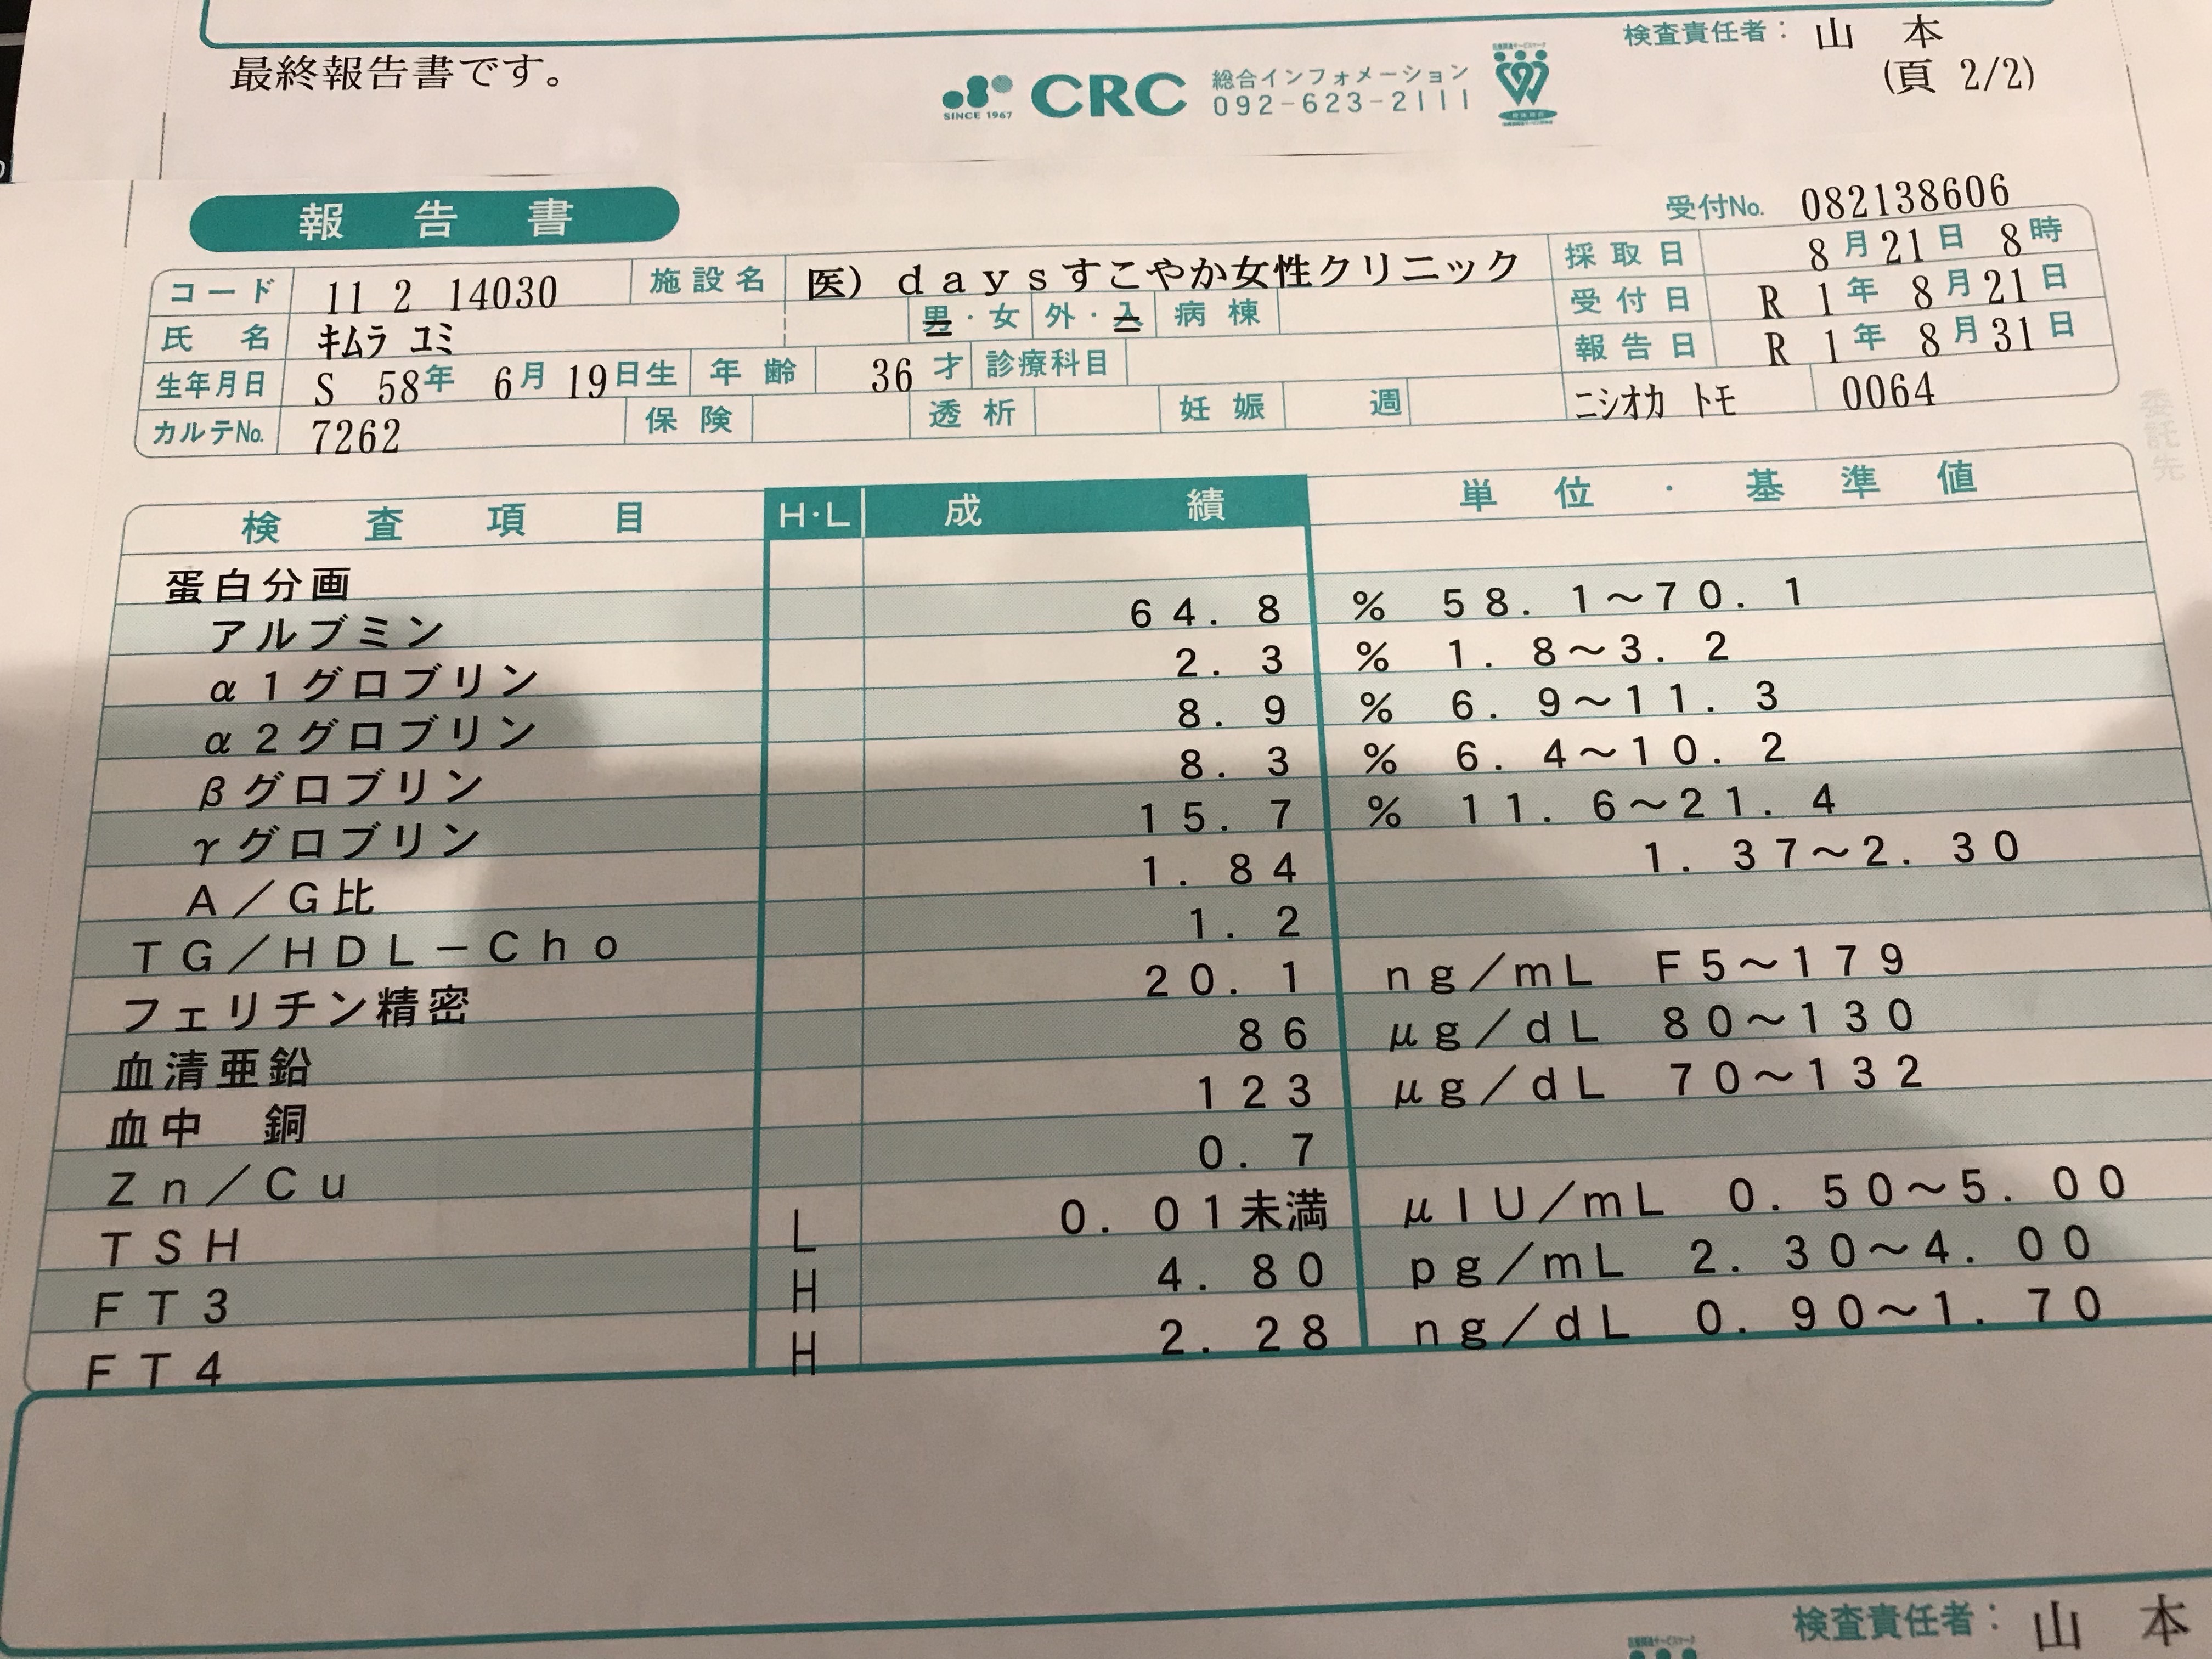 検査責任者： 山 本
最終報告書です。
CRC
SINCE 1967
総合インフォメーション
092-623-2111
(頁 2/2)
報告書
受付No. 082138606
コード 11 2 14030 施設名 医）daysすこやか女性クリニック 採取日 8月21日 8時
氏名 ｷﾑﾗ ﾕﾐ 男・女 外・入 病棟 受付日 R 1年 8月21日
生年月日 S 58年 6月19日生 年齢 36才 診療科目 報告日 R 1年 8月31日
カルテNo. 7262 保険 透析 妊娠 週 ﾆｼｵｶ ﾄﾓ 0064
委託先
検査項目 H・L 成績 単位・基準値
蛋白分画
アルブミン 64.8 % 58.1～70.1
α1グロブリン 2.3 % 1.8～3.2
α2グロブリン 8.9 % 6.9～11.3
βグロブリン 8.3 % 6.4～10.2
γグロブリン 15.7 % 11.6～21.4
A／G比 1.84 1.37～2.30
TG／HDL－Cho 1.2
フェリチン精密 20.1 ng／mL F5～179
血清亜鉛 86 μg／dL 80～130
血中 銅 123 μg／dL 70～132
Zn／Cu 0.7
TSH L 0.01未満 μIU／mL 0.50～5.00
FT3 H 4.80 pg／mL 2.30～4.00
FT4 H 2.28 ng／dL 0.90～1.70
検査責任者： 山 本